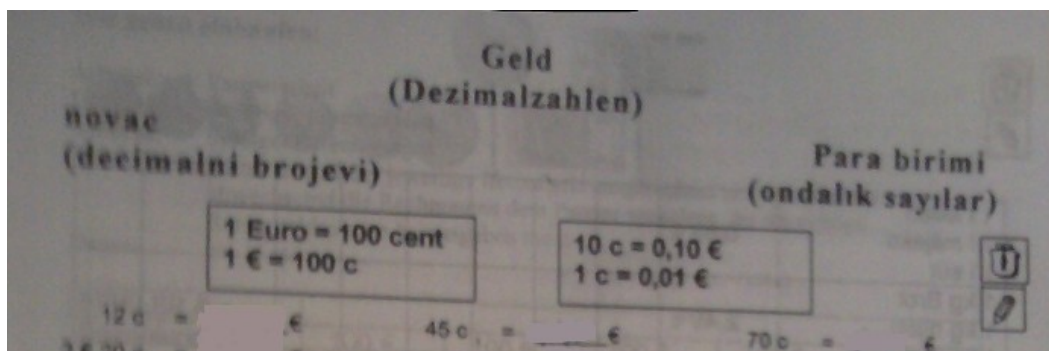 Geld
(Dezimalzahlen)
novac
(decimalni brojevi)
Para birimi
(ondalık sayılar)
1 Euro = 100 cent
1 € = 100 c
10 c = 0,10 €
1 c = 0,01 €
12 c = € 45 c = ___ € 70 c = €